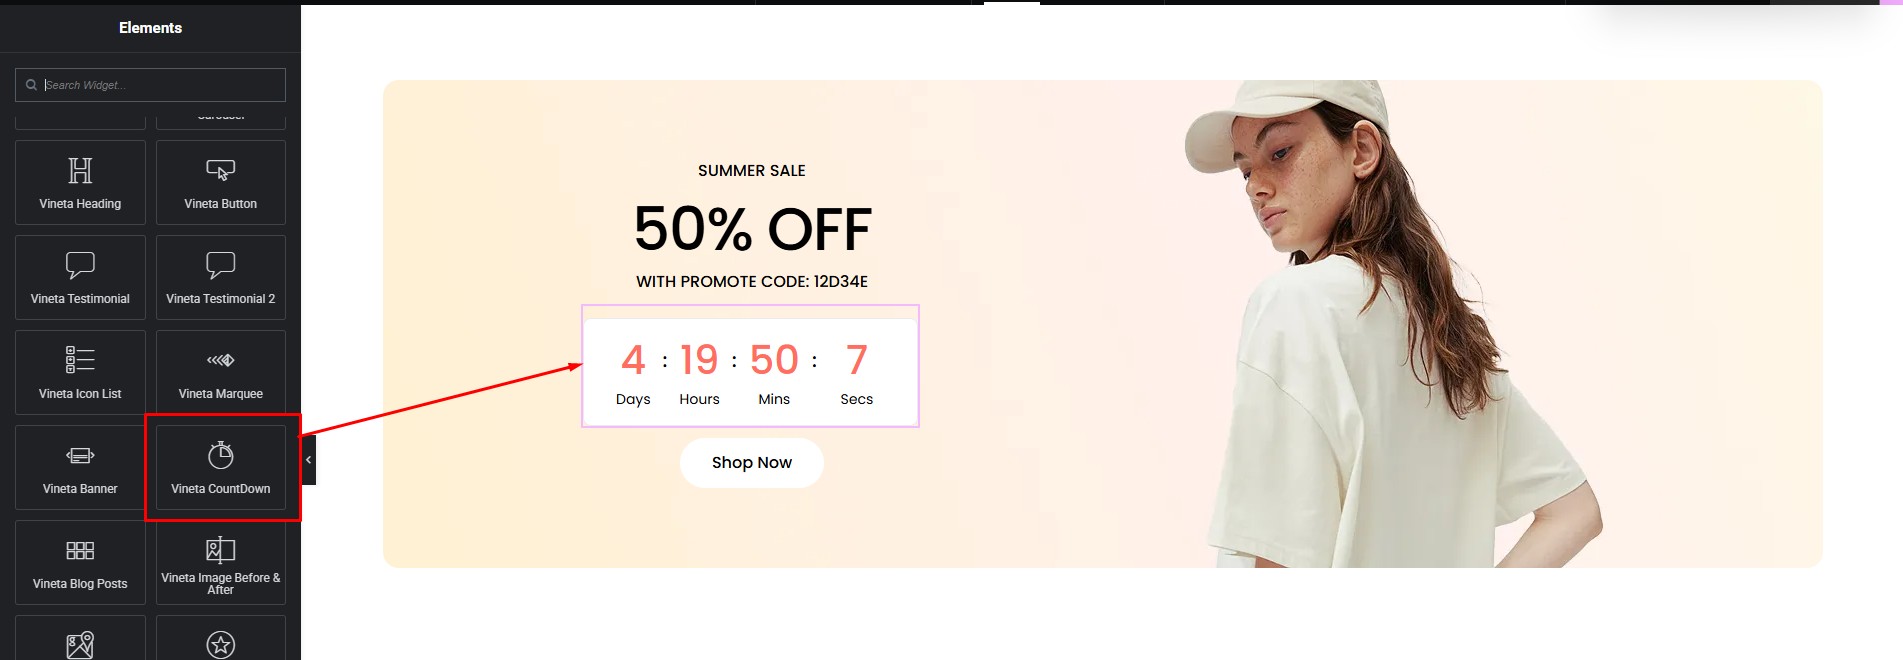 Elements
Search Widget...
Carousel
Vineta Heading
Vineta Button
Vineta Testimonial
Vineta Testimonial 2
Vineta Icon List
Vineta Marquee
Vineta Banner
Vineta CountDown
Vineta Blog Posts
Vineta Image Before &
After
SUMMER SALE
50% OFF
WITH PROMOTE CODE: 12D34E
4 : 19 : 50 : 7
Days Hours Mins Secs
Shop Now